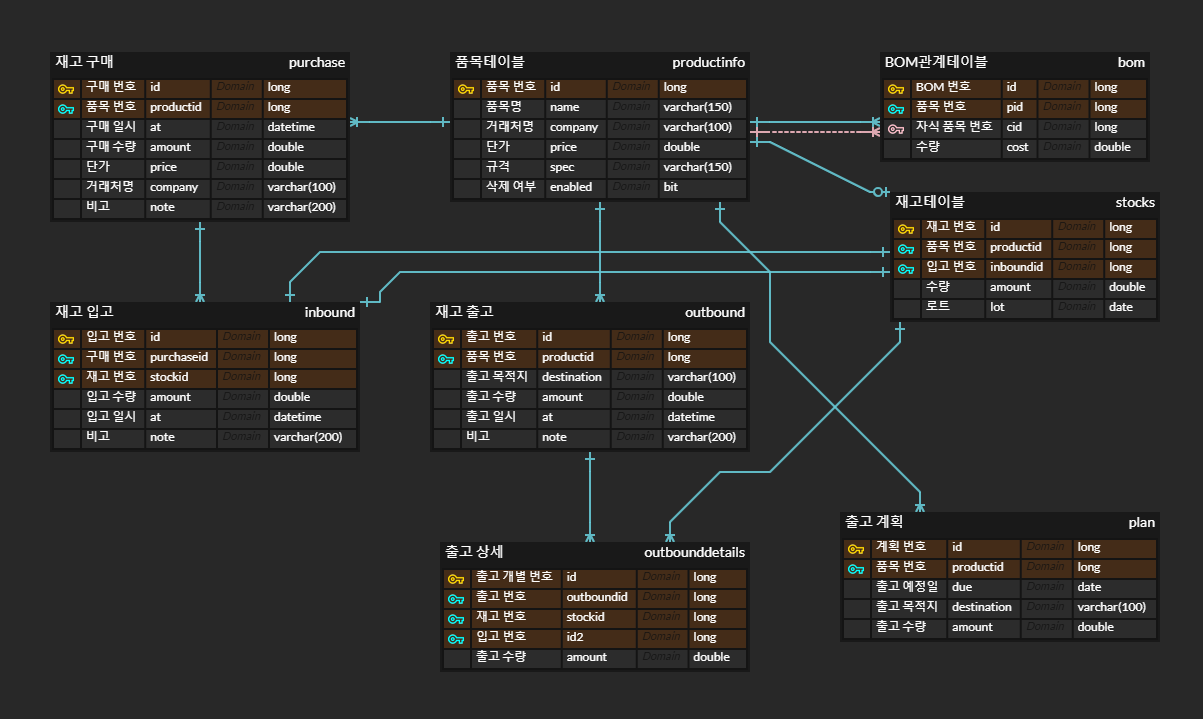 재고 구매 purchase
구매 번호 id Domain long
품목 번호 productid Domain long
구매 일시 at Domain datetime
구매 수량 amount Domain double
단가 price Domain double
거래처명 company Domain varchar(100)
비고 note Domain varchar(200)
품목테이블 productinfo
품목 번호 id Domain long
품목명 name Domain varchar(150)
거래처명 company Domain varchar(100)
단가 price Domain double
규격 spec Domain varchar(150)
삭제 여부 enabled Domain bit
BOM관계테이블 bom
BOM 번호 id Domain long
품목 번호 pid Domain long
자식 품목 번호 cid Domain long
수량 cost Domain double
재고테이블 stocks
재고 번호 id Domain long
품목 번호 productid Domain long
입고 번호 inboundid Domain long
수량 amount Domain double
로트 lot Domain date
재고 입고 inbound
입고 번호 id Domain long
구매 번호 purchaseid Domain long
재고 번호 stockid Domain long
입고 수량 amount Domain double
입고 일시 at Domain datetime
비고 note Domain varchar(200)
재고 출고 outbound
출고 번호 id Domain long
품목 번호 productid Domain long
출고 목적지 destination Domain varchar(100)
출고 수량 amount Domain double
출고 일시 at Domain datetime
비고 note Domain varchar(200)
출고 상세 outbounddetails
출고 개별 번호 id Domain long
출고 번호 outboundid Domain long
재고 번호 stockid Domain long
입고 번호 id2 Domain long
출고 수량 amount Domain double
출고 계획 plan
계획 번호 id Domain long
품목 번호 productid Domain long
출고 예정일 due Domain date
출고 목적지 destination Domain varchar(100)
출고 수량 amount Domain double